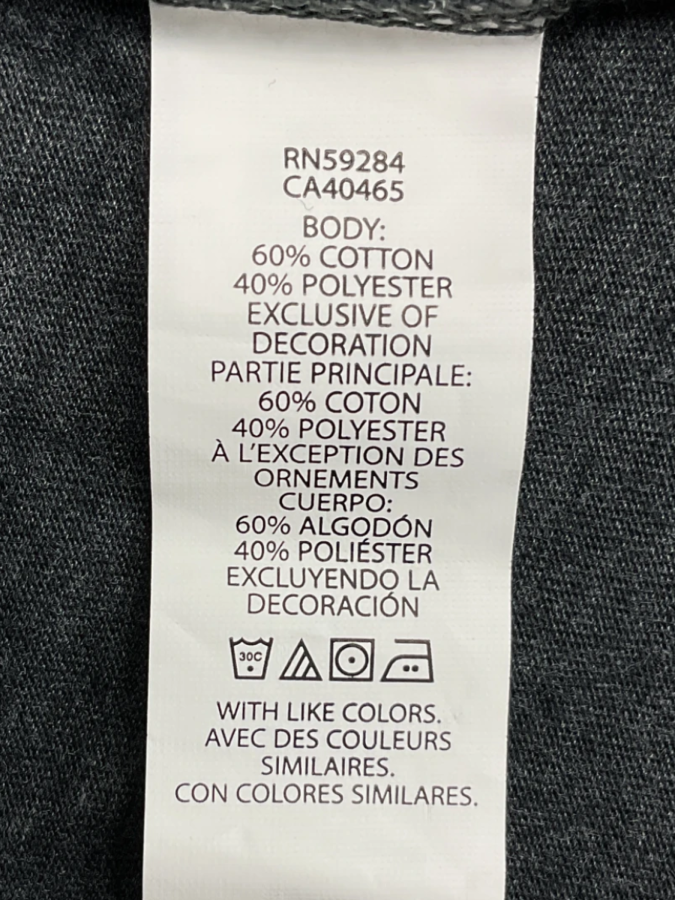 RN59284
CA40465
BODY:
60% COTTON
40% POLYESTER
EXCLUSIVE OF
DECORATION
PARTIE PRINCIPALE:
60% COTON
40% POLYESTER
À L'EXCEPTION DES
ORNEMENTS
CUERPO:
60% ALGODÓN
40% POLIÉSTER
EXCLUYENDO LA
DECORACIÓN
30C
WITH LIKE COLORS.
AVEC DES COULEURS
SIMILAIRES.
CON COLORES SIMILARES.